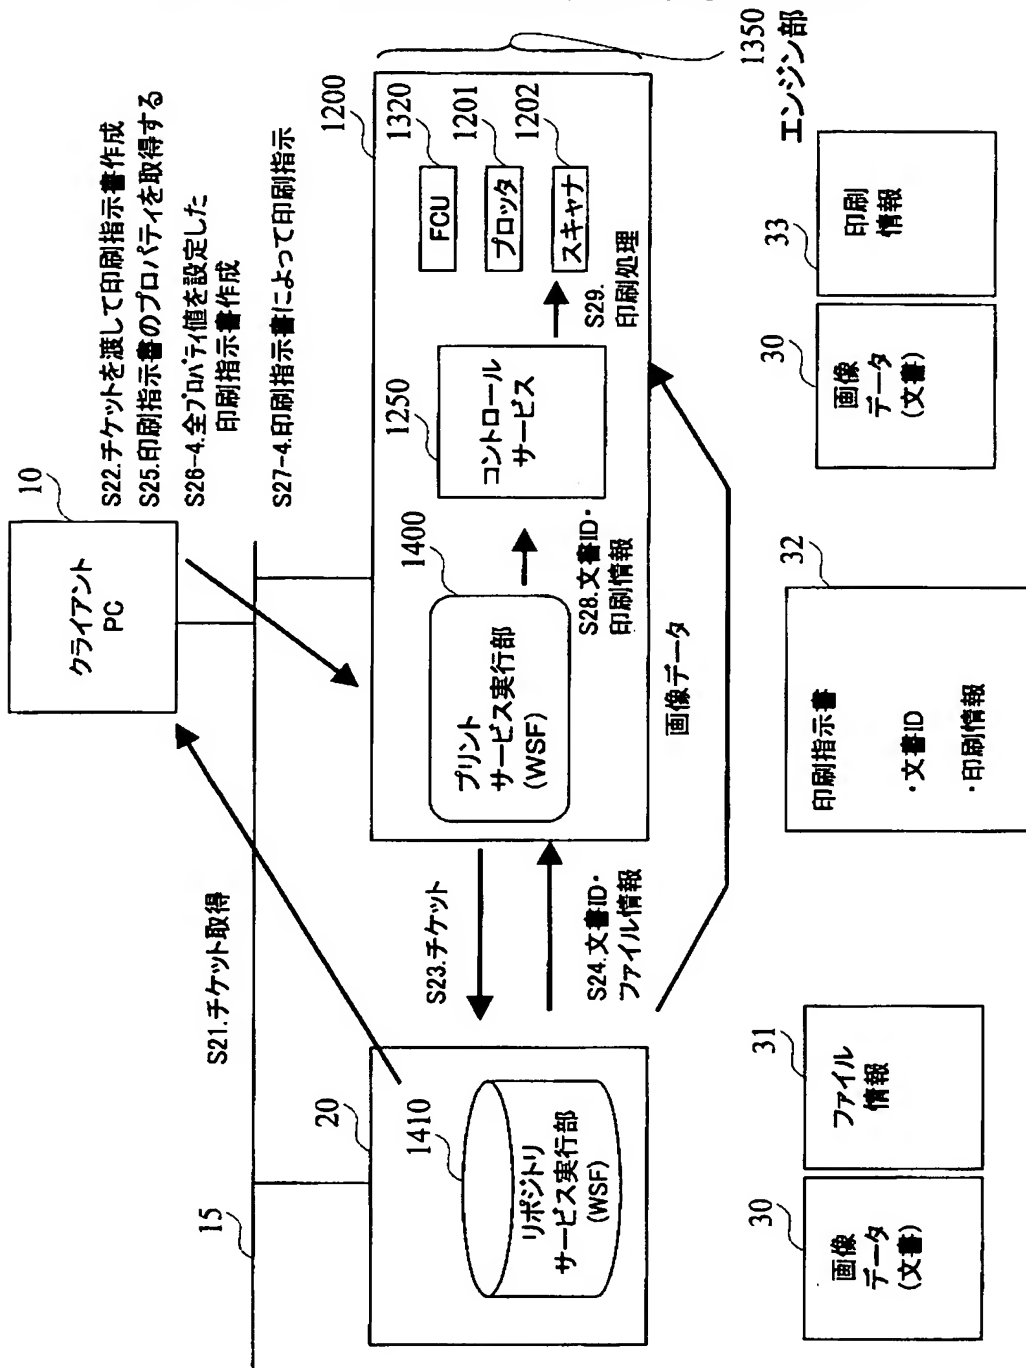 15
S21.チケット取得
10
クライアント
PC
S22.チケットを渡して印刷指示書作成
S25.印刷指示書のプロパティを取得する
S26-4.全プロパティ値を設定した
印刷指示書作成
S27-4.印刷指示書によって印刷指示
20
1410
リポジトリ
サービス実行部
(WSF)
S23.チケット
S24.文書ID・
ファイル情報
1200
1400
プリント
サービス実行部
(WSF)
S28.文書ID・
印刷情報
1250
コントロール
サービス
S29.
印刷処理
FCU
1320
プロッタ
1201
スキャナ
1202
1350
エンジン部
画像データ
30
画像
データ
(文書)
31
ファイル
情報
32
印刷指示書
・文書ID
・印刷情報
30
画像
データ
(文書)
33
印刷
情報